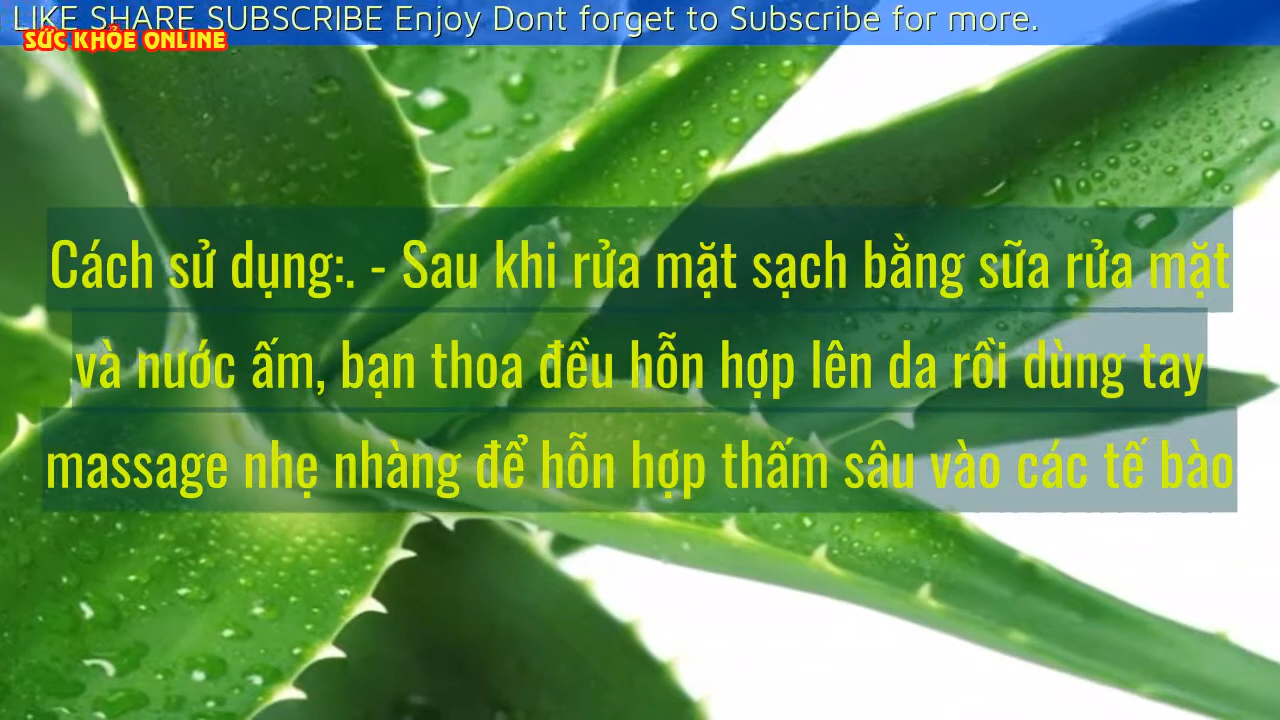 LIKE SHARE SUBSCRIBE Enjoy Dont forget to Subscribe for more.
SỨC KHỎE ONLINE
Cách sử dụng:. - Sau khi rửa mặt sạch bằng sữa rửa mặt
và nước ấm, bạn thoa đều hỗn hợp lên da rồi dùng tay
massage nhẹ nhàng để hỗn hợp thấm sâu vào các tế bào